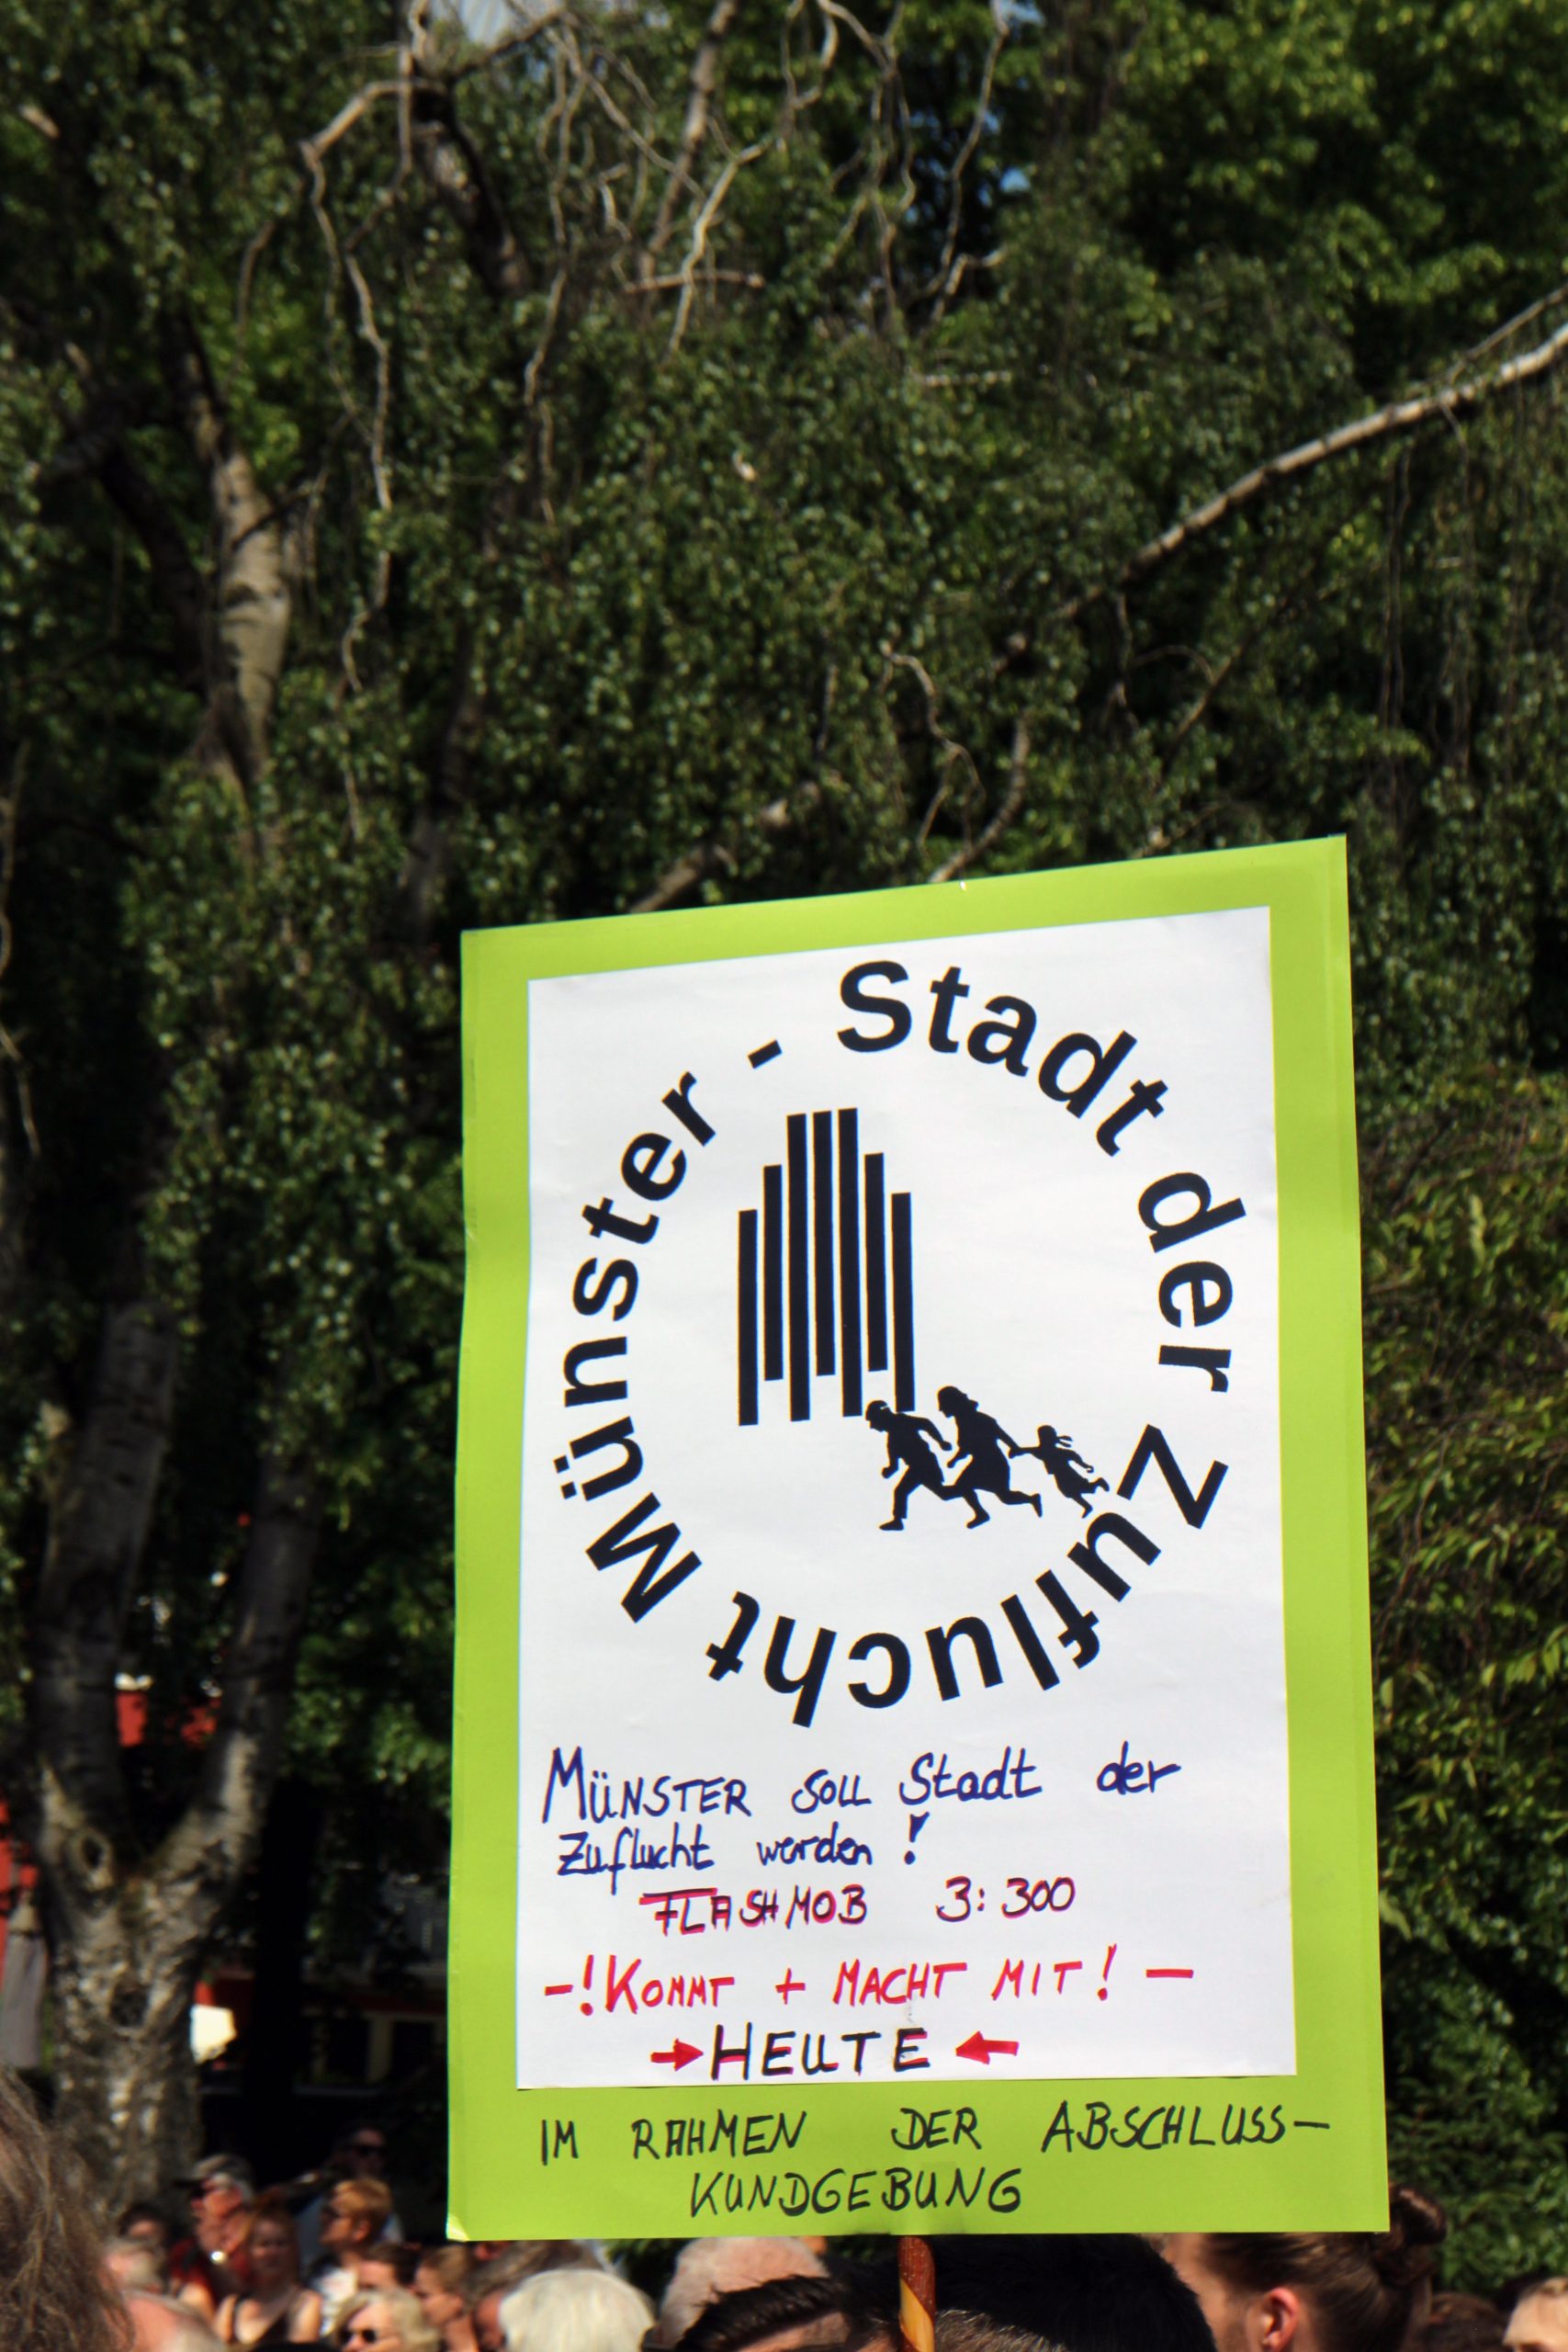 Münster - Stadt der Zuflucht
MÜNSTER SOLL Stadt der
Zuflucht werden!
FLASHMOB 3:300
-!KOMMT + MACHT MIT! -
→HEUTE←
IM RAHMEN DER ABSCHLUSS-
KUNDGEBUNG